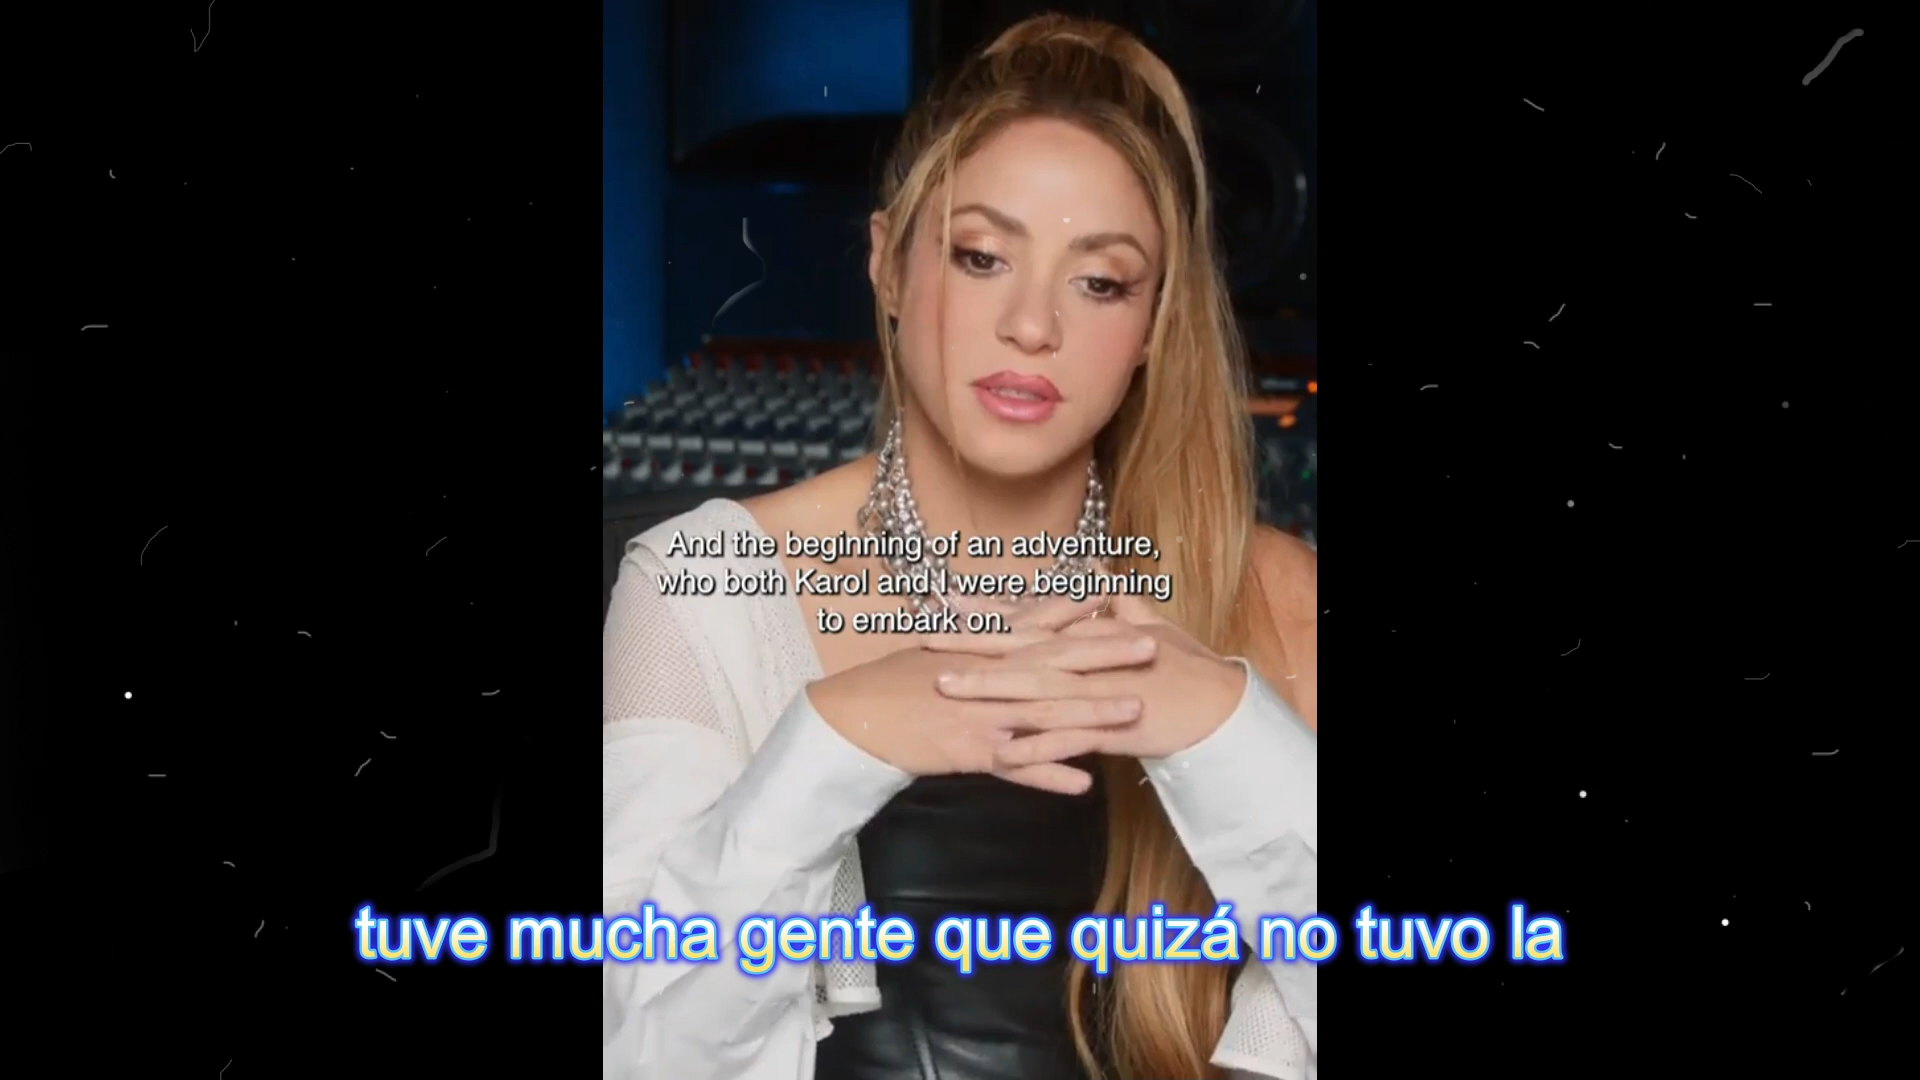 And the beginning of an adventure,
who both Karol and I were beginning
to embark on.
tuve mucha gente que quizá no tuvo la